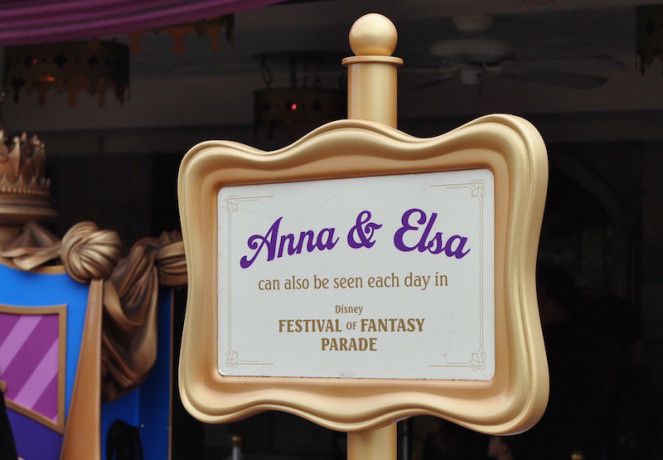 Anna & Elsa
can also be seen each day in
Disney
FESTIVAL OF FANTASY
PARADE